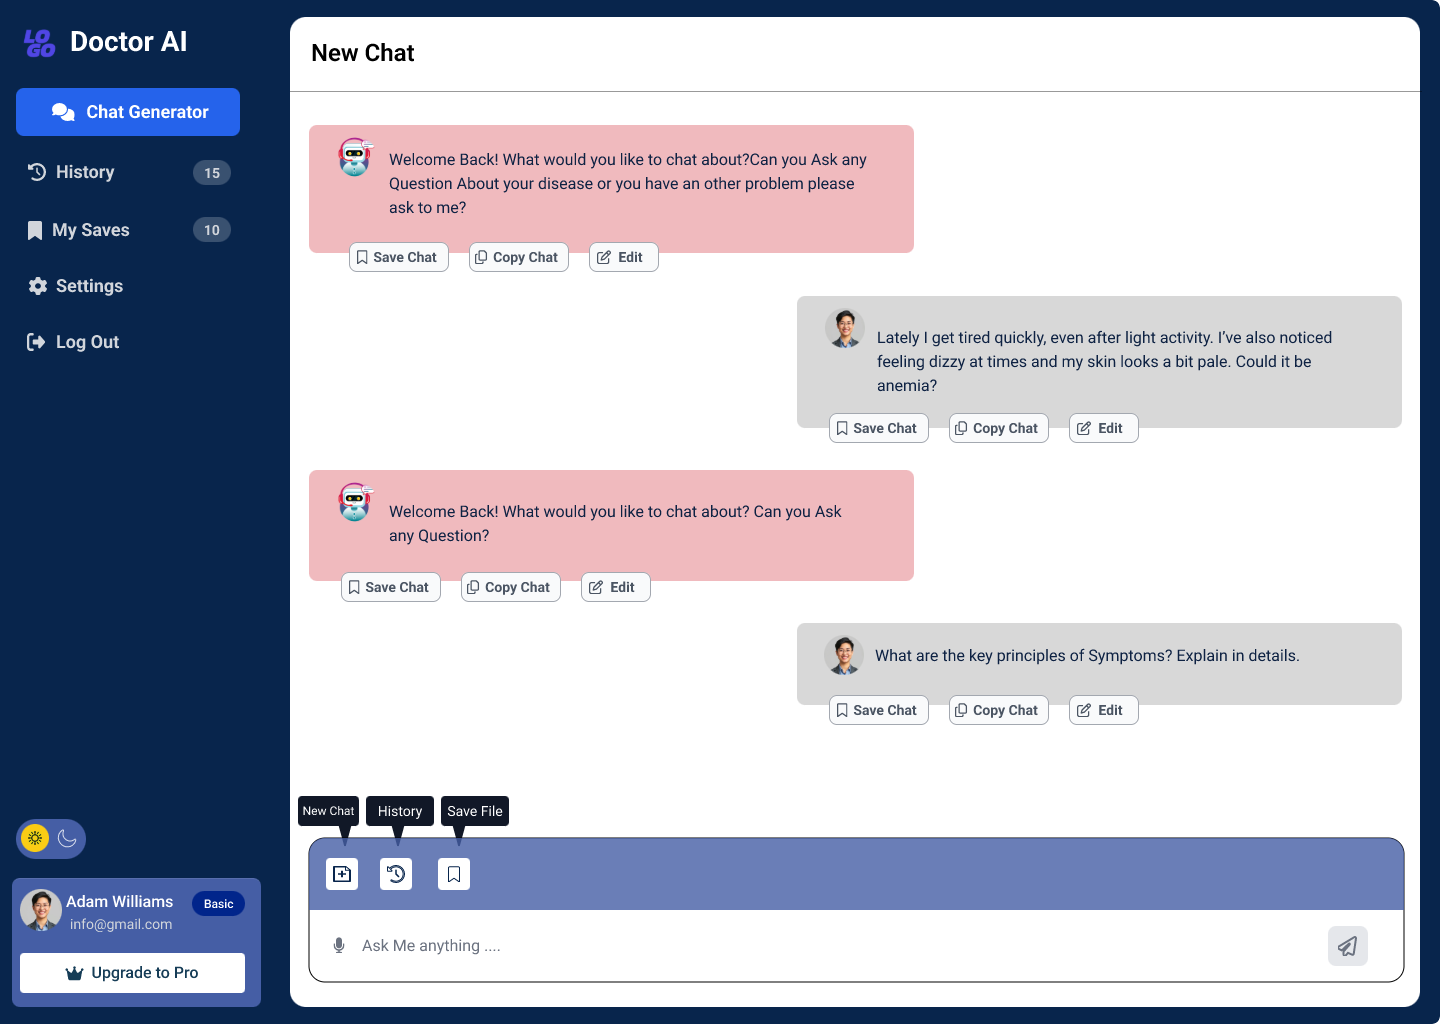 LO
GO
Doctor AI
Chat Generator
History
15
My Saves
10
Settings
Log Out
Adam Williams
Basic
info@gmail.com
Upgrade to Pro
New Chat
Welcome Back! What would you like to chat about?Can you Ask any
Question About your disease or you have an other problem please
ask to me?
Save Chat
Copy Chat
Edit
Lately I get tired quickly, even after light activity. I’ve also noticed
feeling dizzy at times and my skin looks a bit pale. Could it be
anemia?
Save Chat
Copy Chat
Edit
Welcome Back! What would you like to chat about? Can you Ask
any Question?
Save Chat
Copy Chat
Edit
What are the key principles of Symptoms? Explain in details.
Save Chat
Copy Chat
Edit
New Chat
History
Save File
Ask Me anything ....